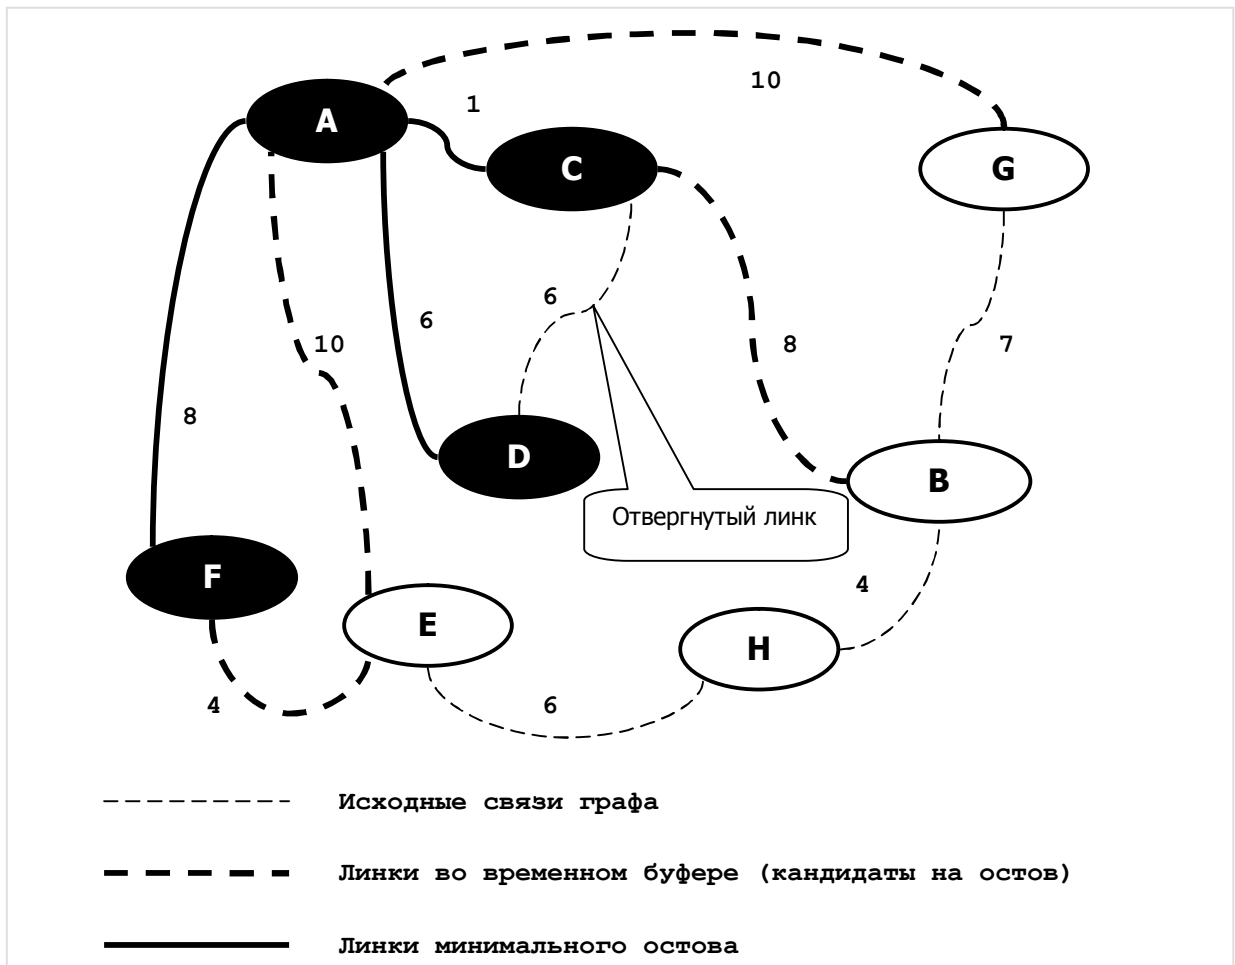 10
1
A
C
G
6
6
10
8
7
8
D
B
Отвергнутый линк
F
4
E
H
4
6
Исходные связи графа
Линки во временном буфере (кандидаты на остов)
Линки минимального остова